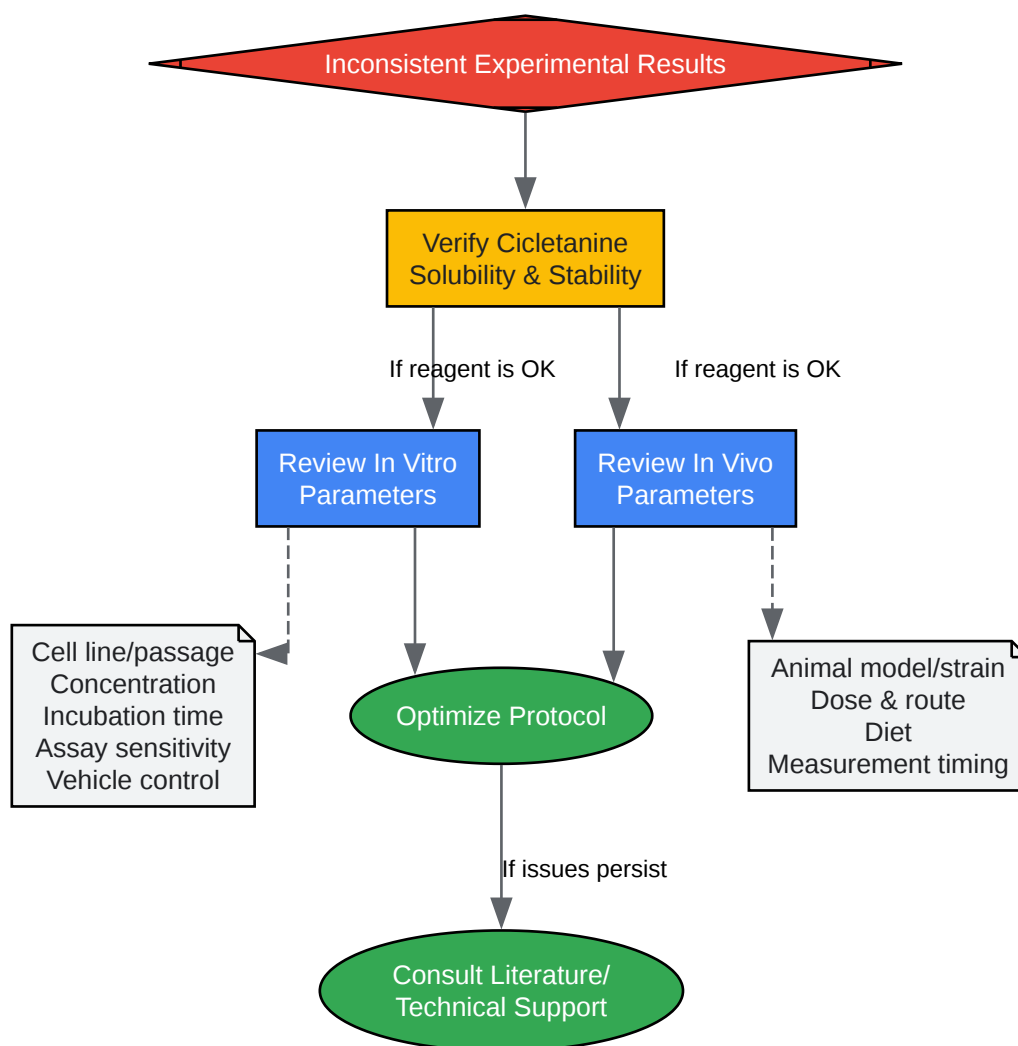 Inconsistent Experimental Results
Verify Cicletanine
Solubility & Stability
If reagent is OK
If reagent is OK
Review In Vitro
Parameters
Review In Vivo
Parameters
Cell line/passage
Concentration
Incubation time
Assay sensitivity
Vehicle control
Optimize Protocol
Animal model/strain
Dose & route
Diet
Measurement timing
If issues persist
Consult Literature/
Technical Support